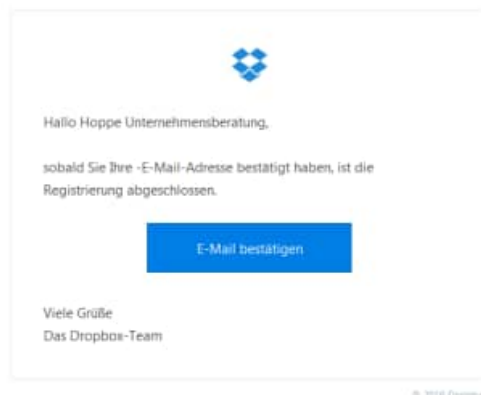 Hallo Hoppe Unternehmensberatung,
sobald Sie Ihre -E-Mail-Adresse bestätigt haben, ist die
Registrierung abgeschlossen.
E-Mail bestätigen
Viele Grüße
Das Dropbox-Team